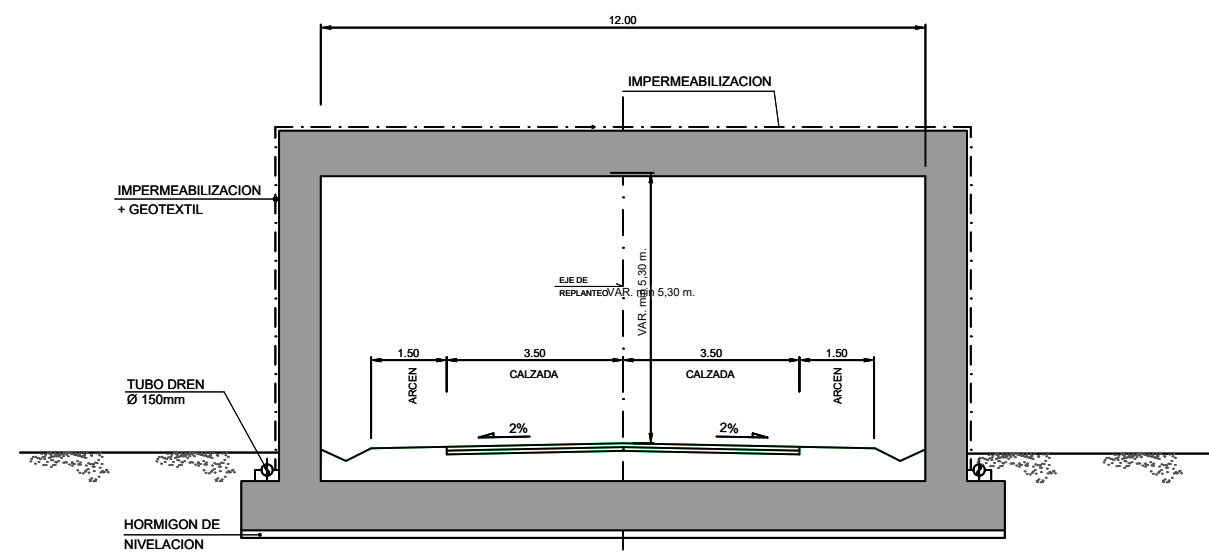 12.00
IMPERMEABILIZACION
IMPERMEABILIZACION
+ GEOTEXTIL
EJE DE
REPLANTEO
VAR. min 5,30 m.
VAR. min 5,30 m.
1.50
3.50
3.50
1.50
ARCEN
CALZADA
CALZADA
ARCEN
TUBO DREN
Ø 150mm
2%
2%
HORMIGON DE
NIVELACION